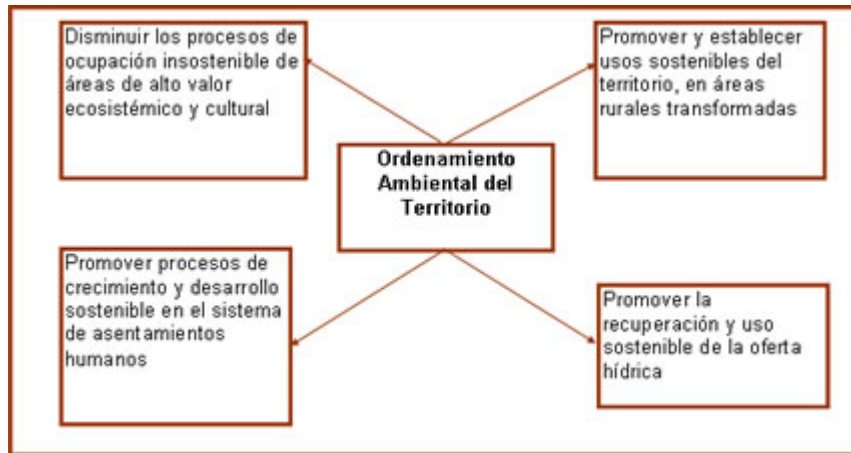 Disminuir los procesos de
ocupación insostenible de
áreas de alto valor
ecosistémico y cultural
Promover y establecer
usos sostenibles del
territorio, en áreas
rurales transformadas
Ordenamiento
Ambiental del
Territorio
Promover procesos de
crecimiento y desarrollo
sostenible en el sistema
de asentamientos
humanos
Promover la
recuperación y uso
sostenible de la oferta
hídrica